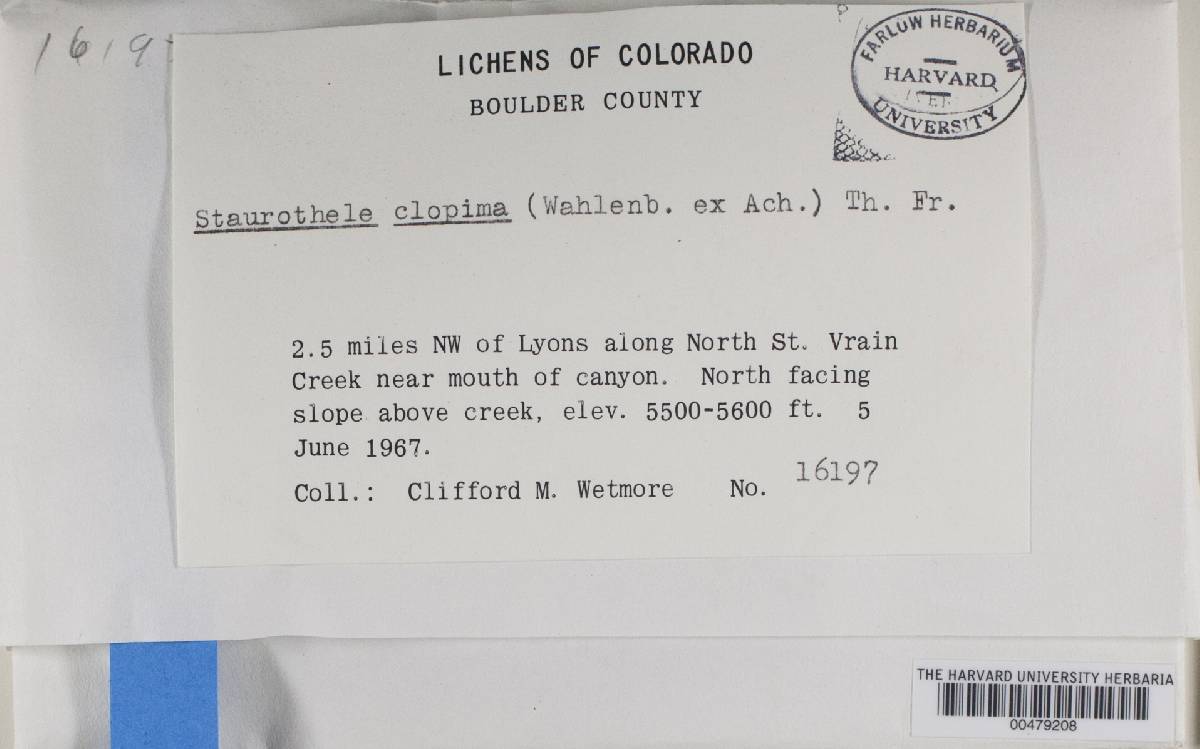 1619
LICHENS OF COLORADO
BOULDER COUNTY
FARLOW HERBARIUM
HARVARD
UNIVERSITY
Staurothele clopima (Wahlenb. ex Ach.) Th. Fr.
2.5 miles NW of Lyons along North St. Vrain
Creek near mouth of canyon. North facing
slope above creek, elev. 5500-5600 ft. 5
June 1967.
Coll.: Clifford M. Wetmore No. 16197
THE HARVARD UNIVERSITY HERBARIA
00479208